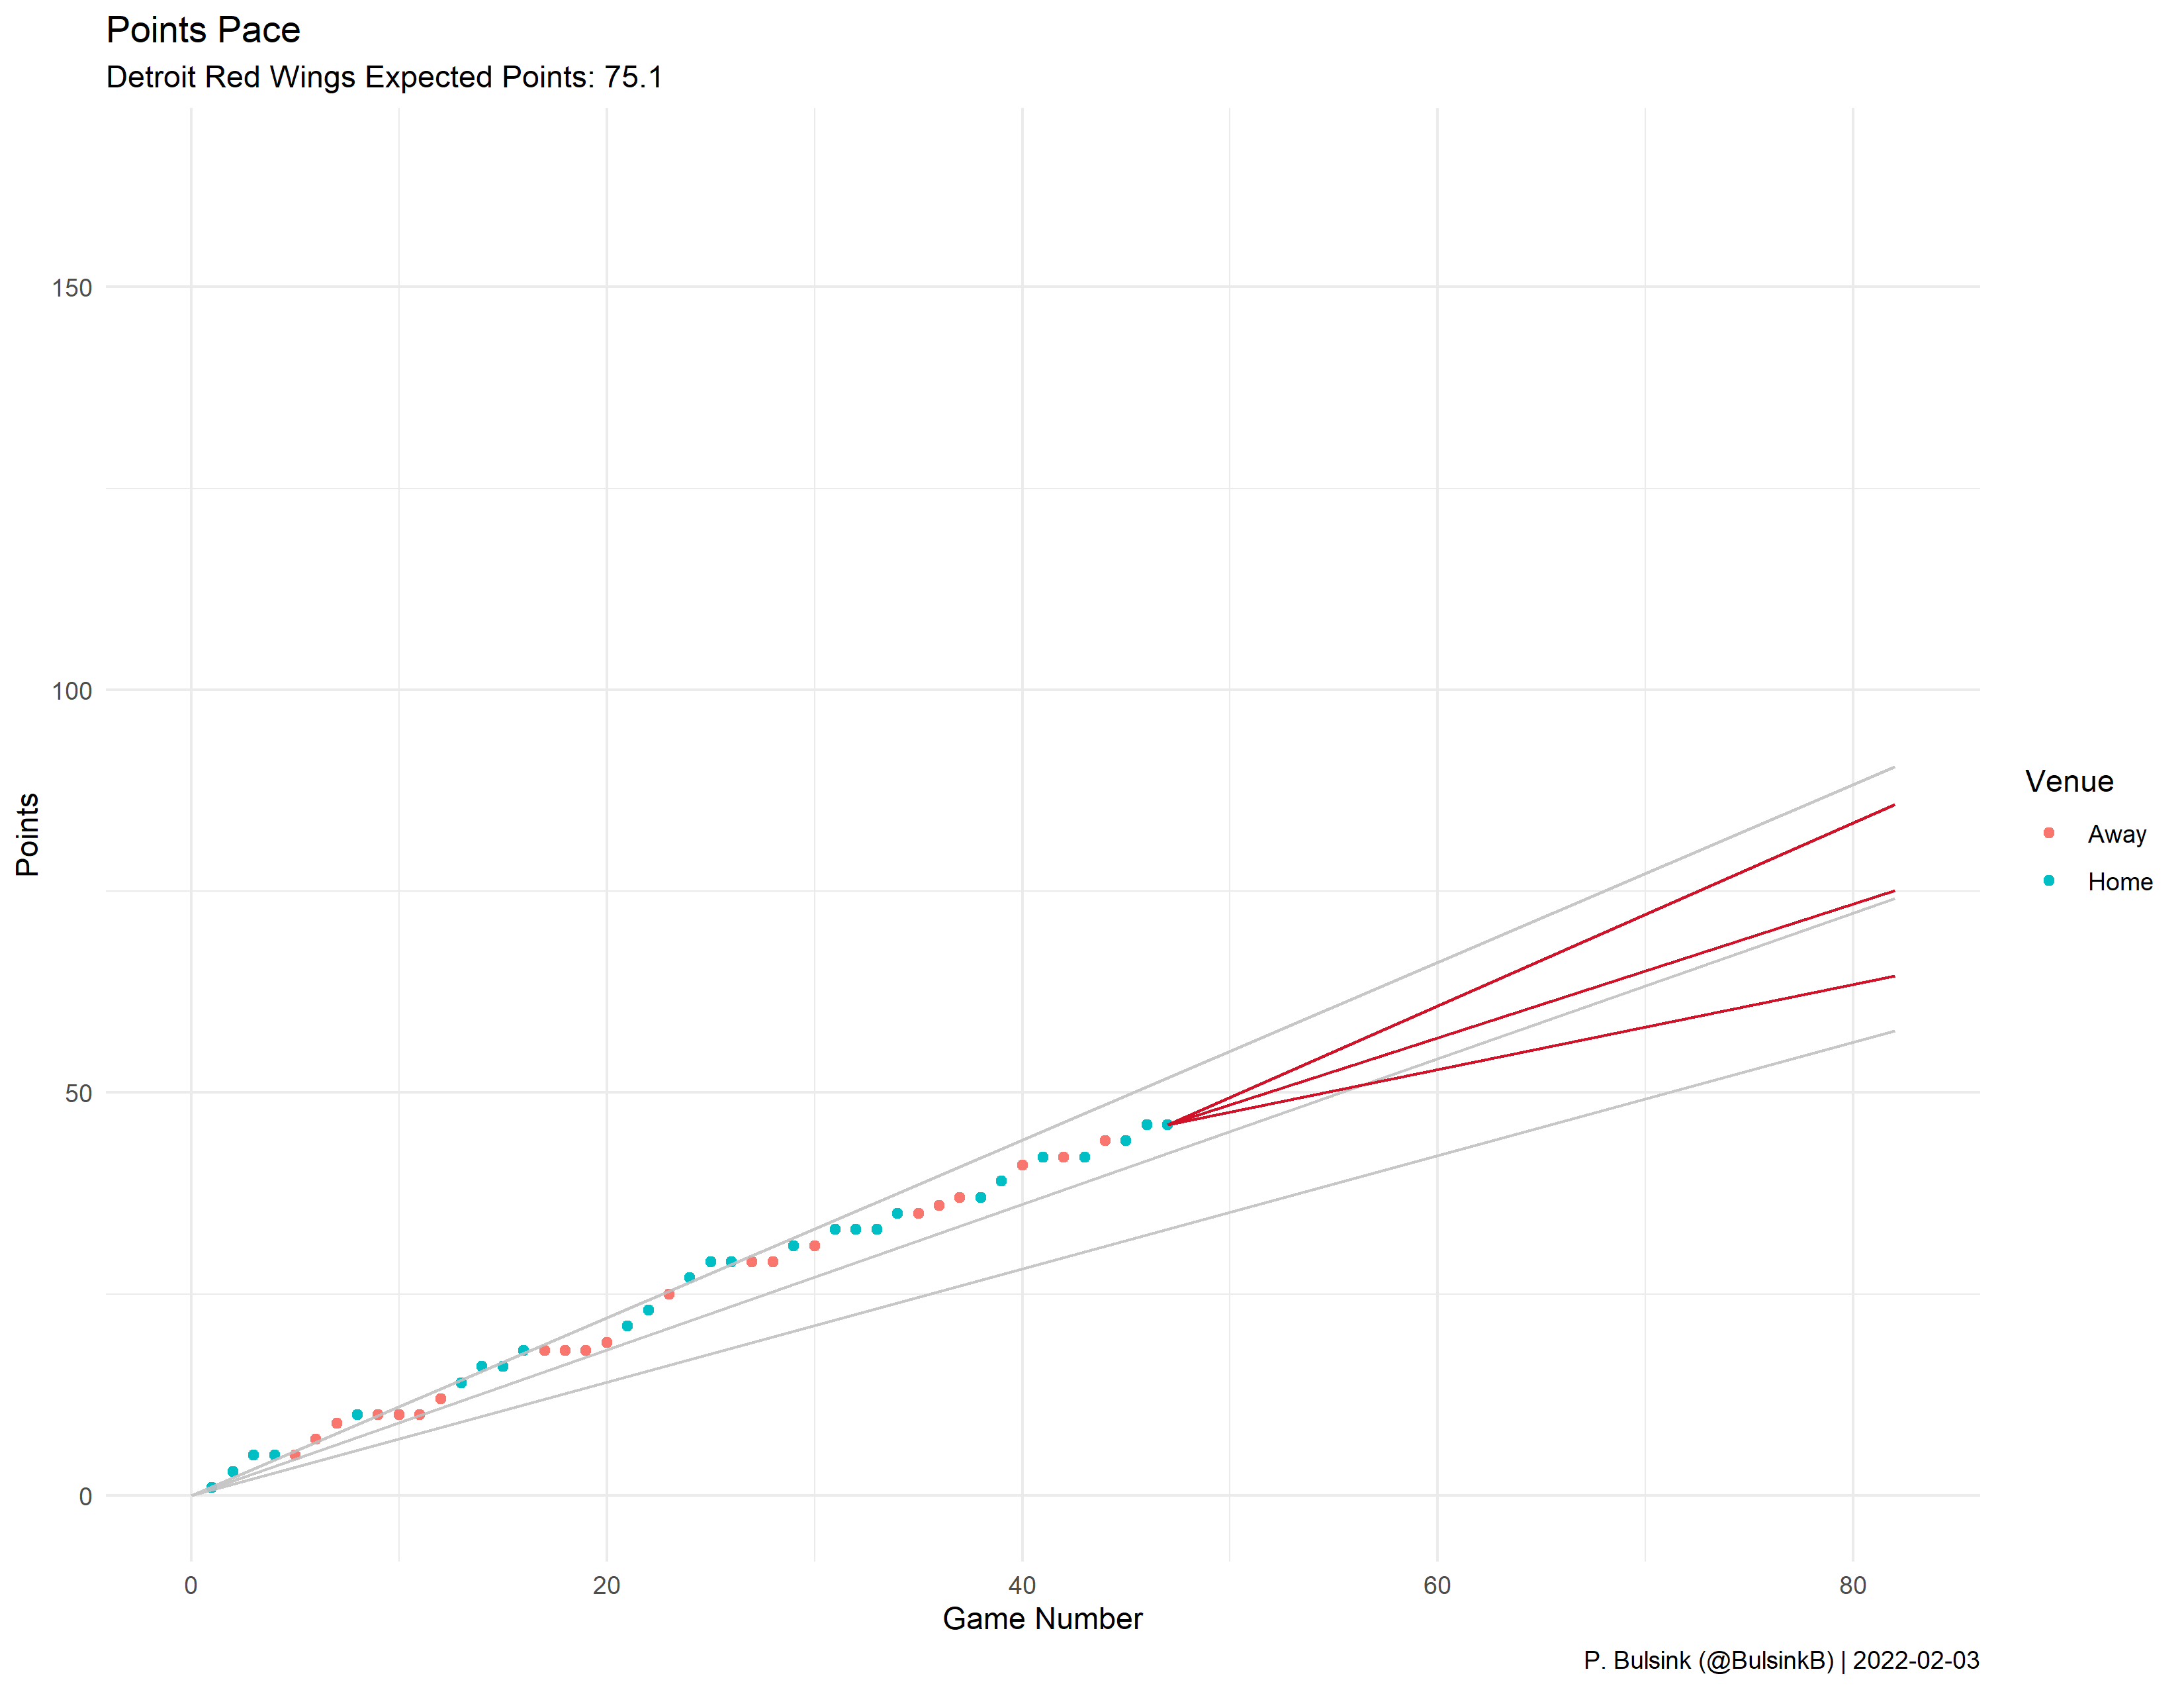 Points Pace
Detroit Red Wings Expected Points: 75.1
150
100
50
0
Points
0 20 40 60 80
Game Number
Venue
Away
Home
P. Bulsink (@BulsinkB) | 2022-02-03